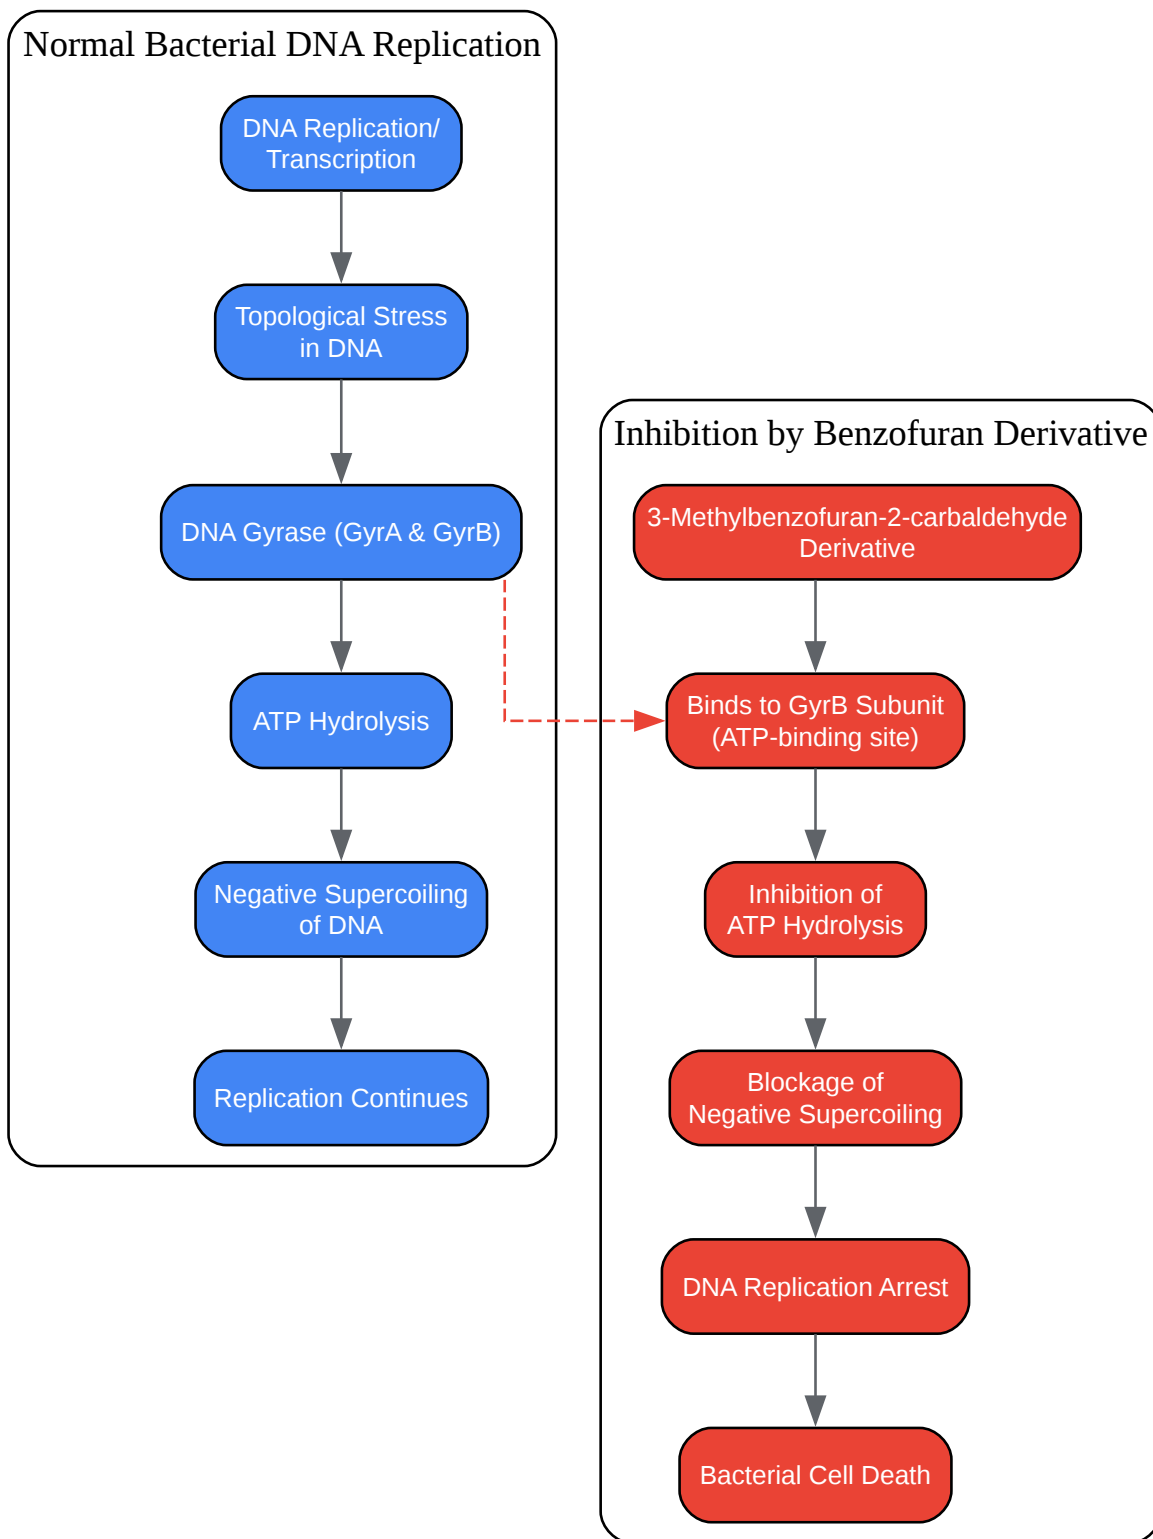 Normal Bacterial DNA Replication
DNA Replication/
Transcription
Topological Stress
in DNA
DNA Gyrase (GyrA & GyrB)
ATP Hydrolysis
Negative Supercoiling
of DNA
Replication Continues
Inhibition by Benzofuran Derivative
3-Methylbenzofuran-2-carbaldehyde
Derivative
Binds to GyrB Subunit
(ATP-binding site)
Inhibition of
ATP Hydrolysis
Blockage of
Negative Supercoiling
DNA Replication Arrest
Bacterial Cell Death